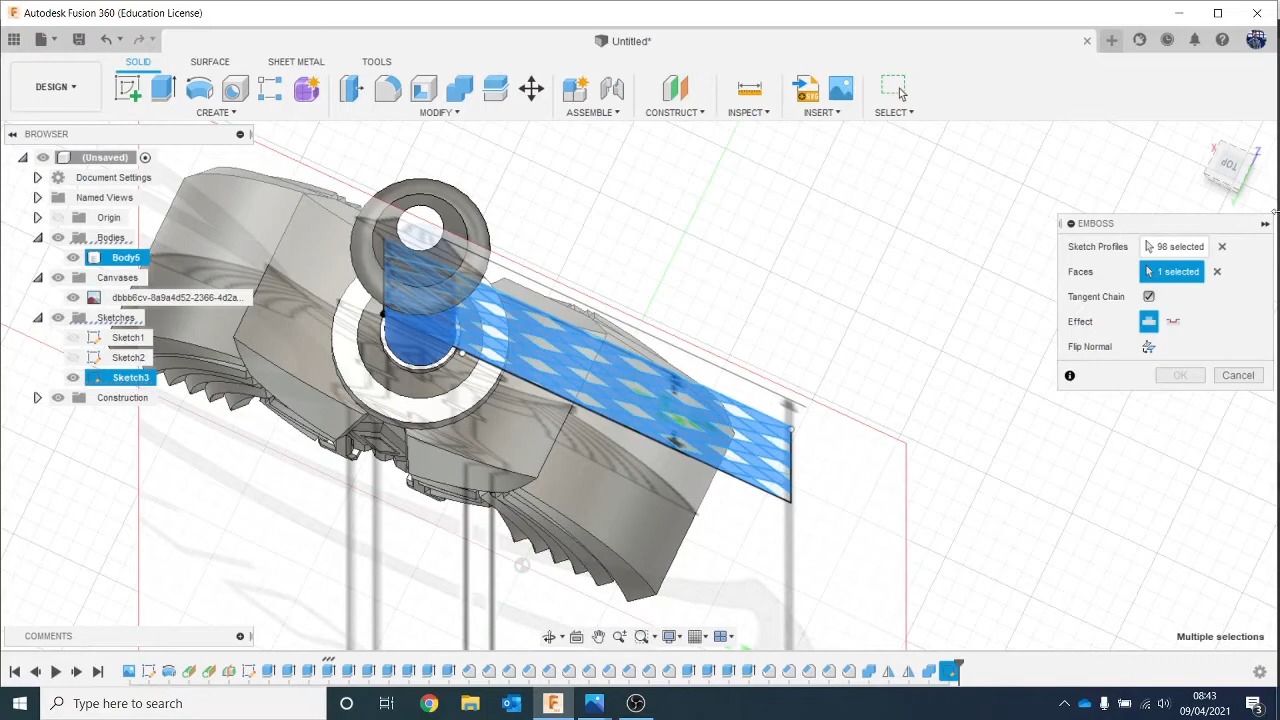 Autodesk Fusion 360 (Education License)
Untitled*
SOLID SURFACE SHEET METAL TOOLS
DESIGN
CREATE MODIFY ASSEMBLE CONSTRUCT INSPECT INSERT SELECT
BROWSER
(Unsaved)
Document Settings
Named Views
Origin
Bodies
Body5
Canvases
dbbb6cv-8a9a4d52-2366-4d2a...
Sketches
Sketch1
Sketch2
Sketch3
Construction
X
Z
TOP
EMBOSS
Sketch Profiles 98 selected
Faces 1 selected
Tangent Chain
Effect
Flip Normal
OK Cancel
COMMENTS
Multiple selections
Type here to search
08:43
09/04/2021
3